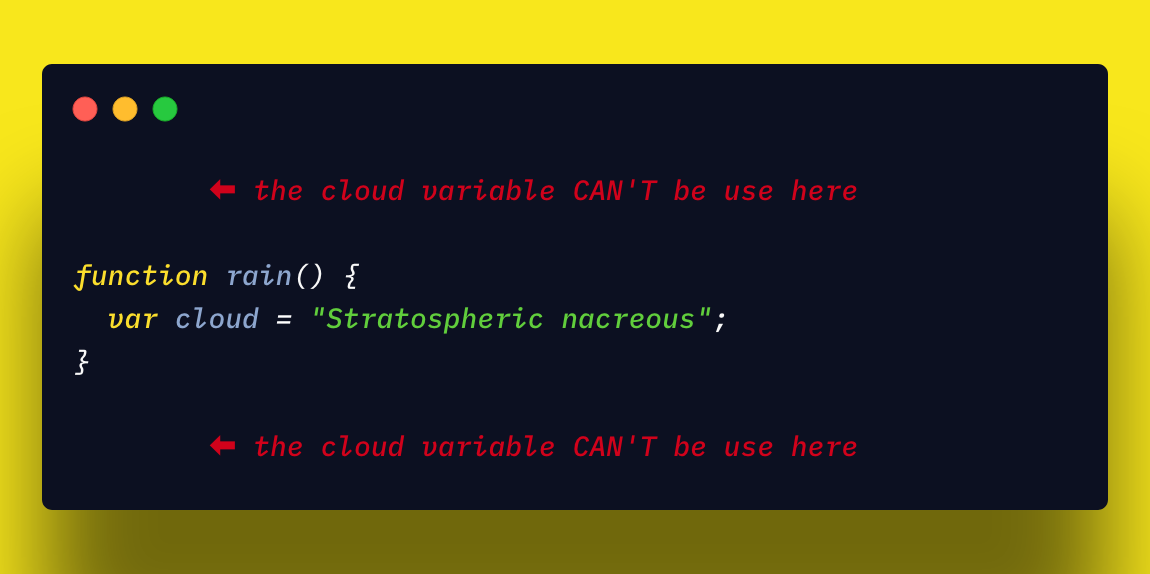 ⬅ the cloud variable CAN'T be use here
function rain() {
  var cloud = "Stratospheric nacreous";
}
⬅ the cloud variable CAN'T be use here